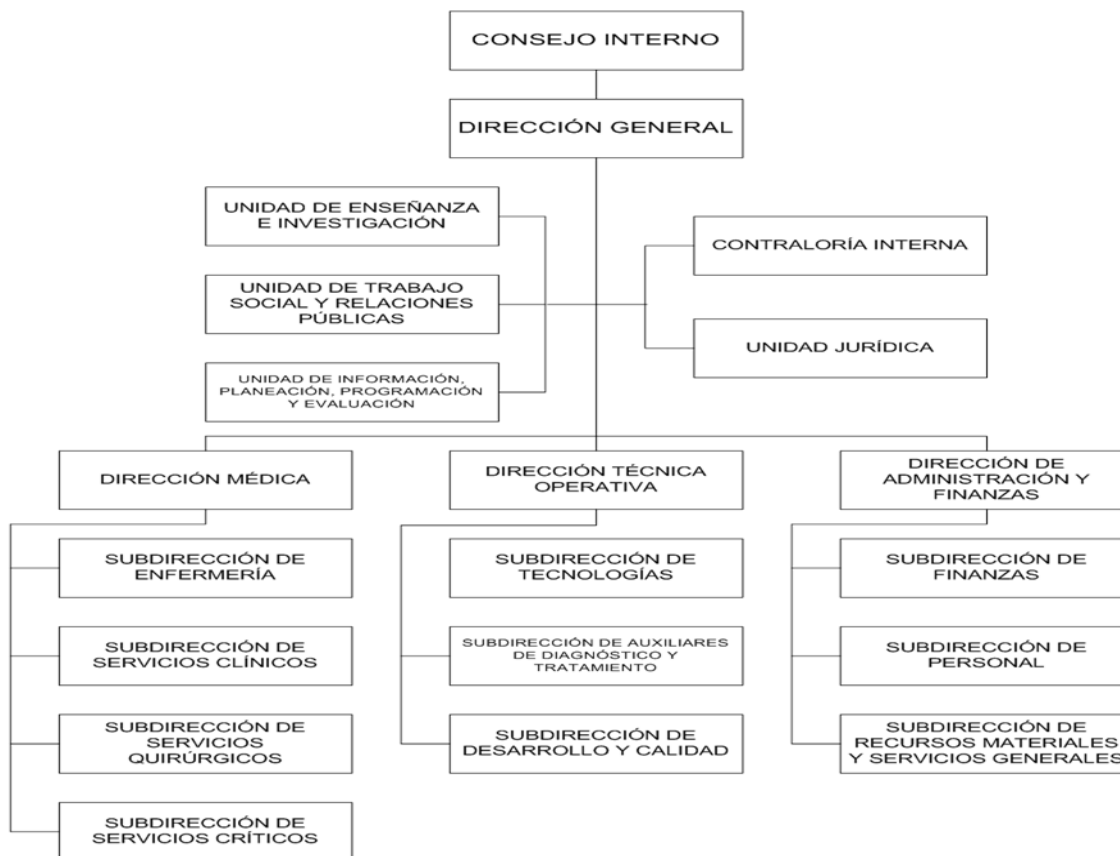 CONSEJO INTERNO
DIRECCIÓN GENERAL
UNIDAD DE ENSEÑANZA
E INVESTIGACIÓN
UNIDAD DE TRABAJO
SOCIAL Y RELACIONES
PÚBLICAS
UNIDAD DE INFORMACIÓN,
PLANEACIÓN, PROGRAMACIÓN
Y EVALUACIÓN
CONTRALORÍA INTERNA
UNIDAD JURÍDICA
DIRECCIÓN MÉDICA
SUBDIRECCIÓN DE
ENFERMERÍA
SUBDIRECCIÓN DE
SERVICIOS CLÍNICOS
SUBDIRECCIÓN DE
SERVICIOS
QUIRÚRGICOS
SUBDIRECCIÓN DE
SERVICIOS CRÍTICOS
DIRECCIÓN TÉCNICA
OPERATIVA
SUBDIRECCIÓN DE
TECNOLOGÍAS
SUBDIRECCIÓN DE AUXILIARES
DE DIAGNÓSTICO Y
TRATAMIENTO
SUBDIRECCIÓN DE
DESARROLLO Y CALIDAD
DIRECCIÓN DE
ADMINISTRACIÓN Y
FINANZAS
SUBDIRECCIÓN DE
FINANZAS
SUBDIRECCIÓN DE
PERSONAL
SUBDIRECCIÓN DE
RECURSOS MATERIALES
Y SERVICIOS GENERALES